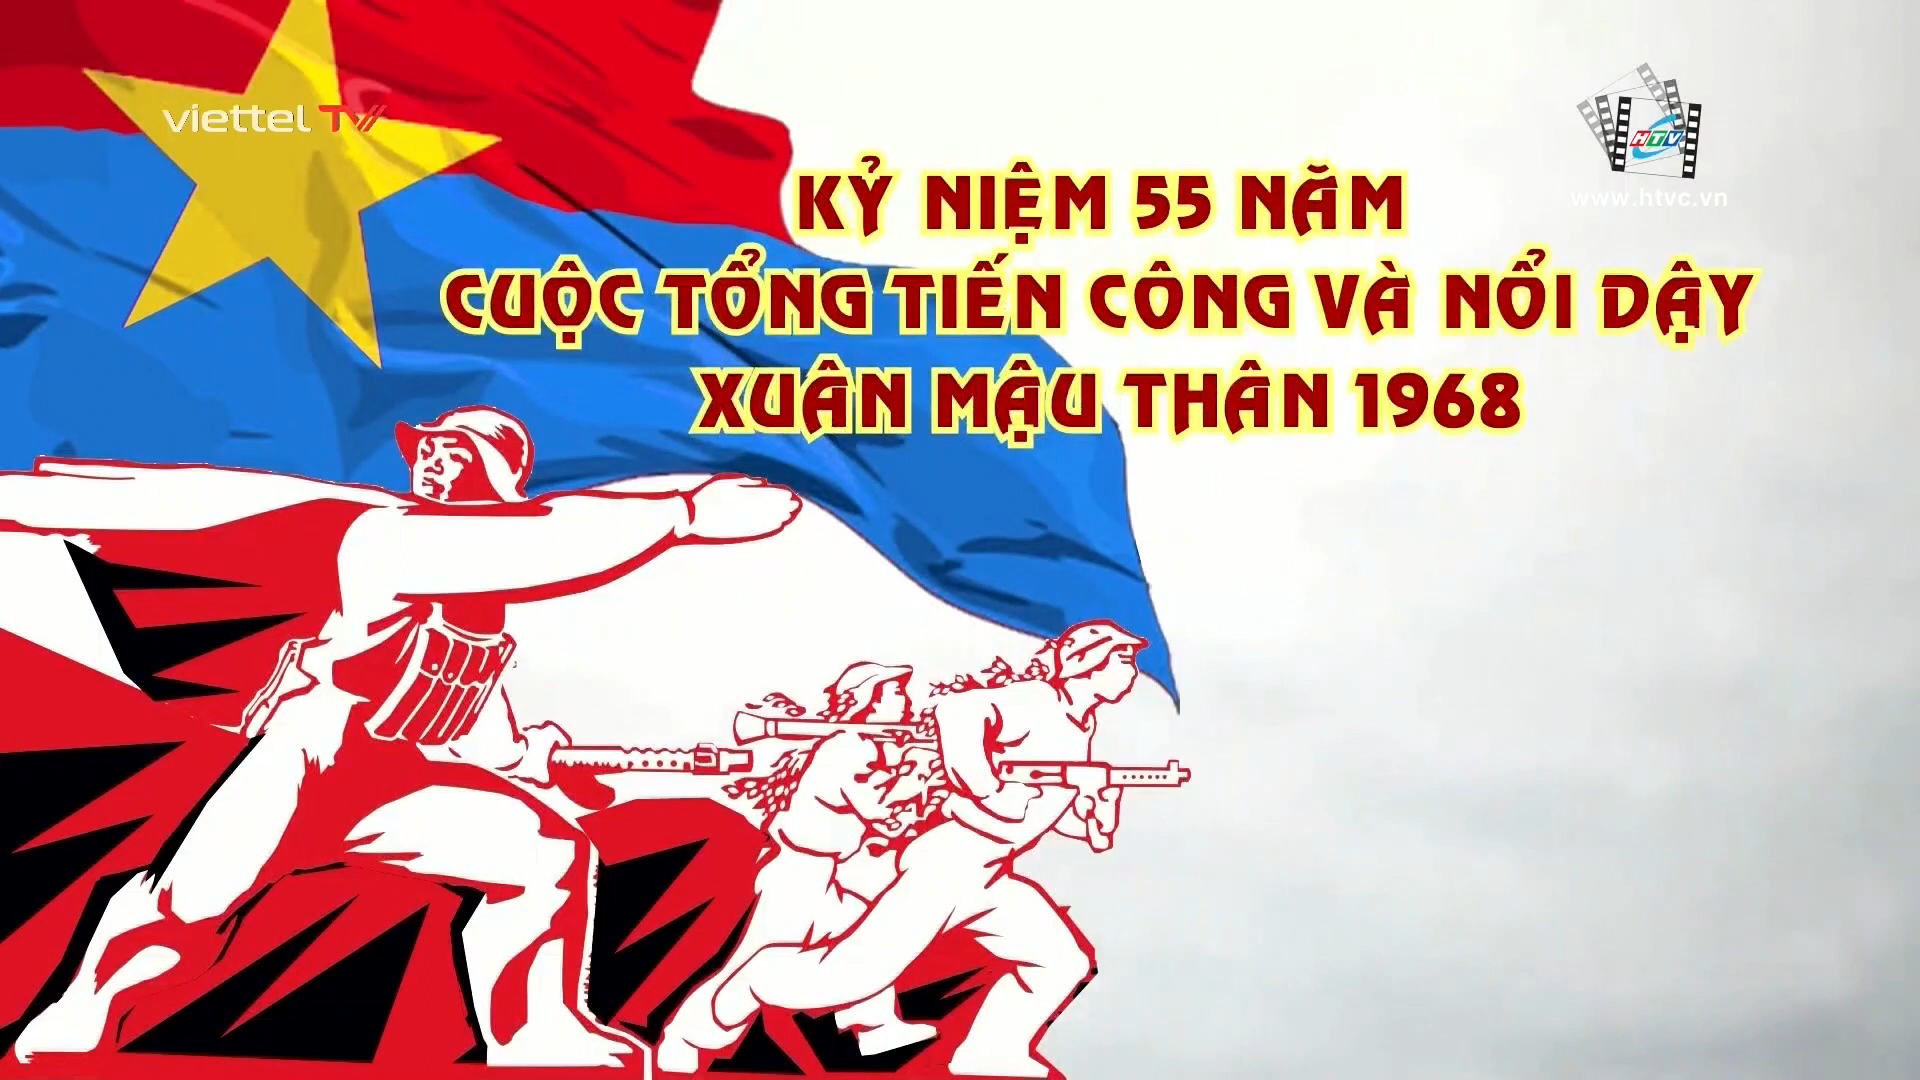 viettel TV
HTV
www.htvc.vn
KỶ NIỆM 55 NĂM
CUỘC TỔNG TIẾN CÔNG VÀ NỔI DẬY
XUÂN MẬU THÂN 1968